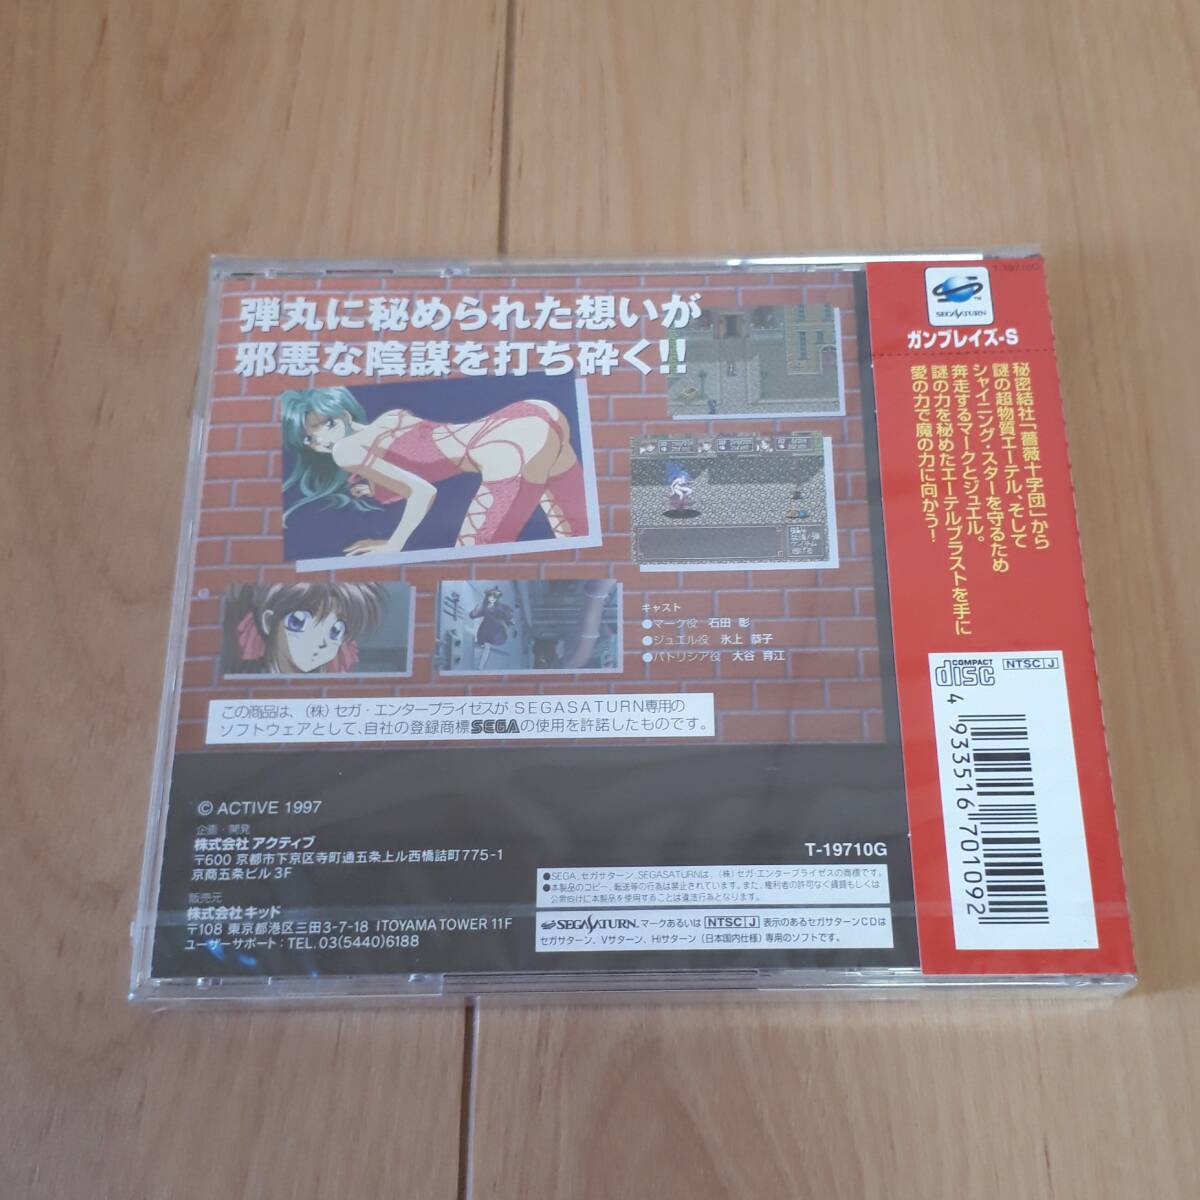 弾丸に秘められた想いが
邪悪な陰謀を打ち砕く!!
キャスト
●マーク役 石田 彰
●ジュエル役 氷上 恭子
●パトリシア役 大谷 育江
この商品は、(株)セガ・エンタープライゼスがSEGASATURN専用の
ソフトウェアとして、自社の登録商標SEGAの使用を許諾したものです。
© ACTIVE 1997
企画・開発
株式会社 アクティブ
〒600 京都市下京区寺町通五条上ル西橋詰町775-1
京商五条ビル 3F
販売元
株式会社 キッド
〒108 東京都港区三田3-7-18 ITOYAMA TOWER 11F
ユーザーサポート:TEL. 03(5440)6188
T-19710G
●SEGA、セガサターン、SEGASATURNは、(株)セガ・エンタープライゼスの商標です。
●本製品のコピー、転送等の行為は禁止されています。また、権利者の許可なく賃貸もしくは
公衆向けに本製品を使用することは違法行為となります。
SEGASATURN.マークあるいは NTSC J 表示のあるセガサターンCDは
セガサターン、Vサターン、Hiサターン(日本国内仕様)専用のソフトです。
T-19710G
SEGASATURN
TM
ガンブレイズ-S
秘密結社「薔薇十字団」から
謎の超物質エーテル、そして
シャイニング・スターを守るため
奔走するマークとジュエル。
謎の力を秘めたエーテルブラストを手に
愛の力で魔の力に向かう!
COMPACT
disc
NTSC J
4 933516 701092